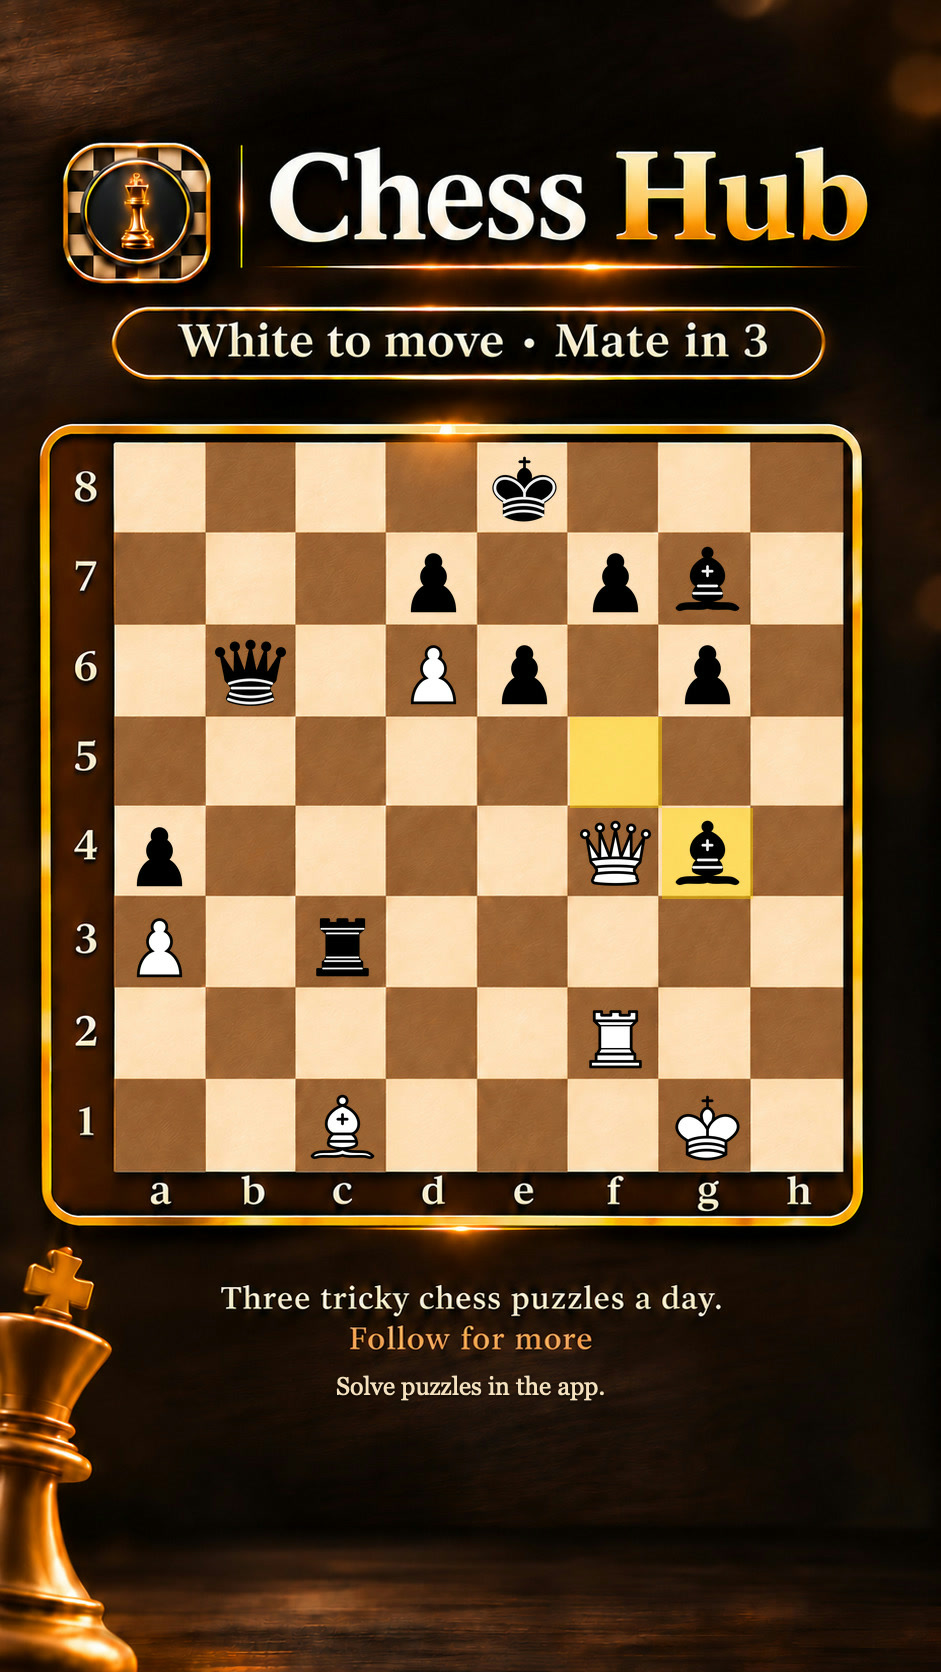 Chess Hub
White to move • Mate in 3
8
7
6
5
4
3
2
1
a b c d e f g h
Three tricky chess puzzles a day.
Follow for more
Solve puzzles in the app.